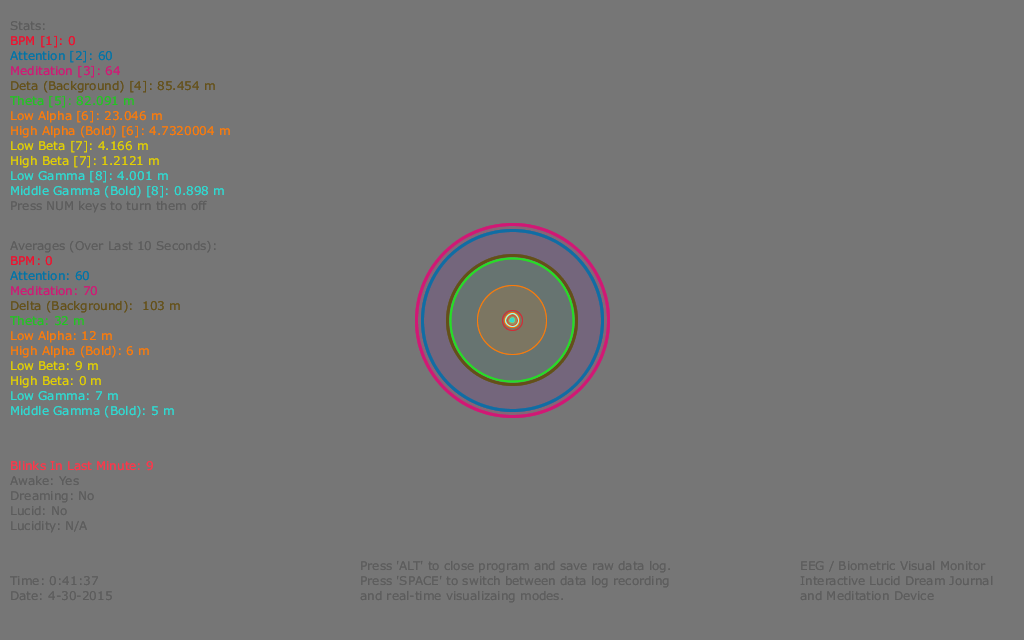 Stats:
BPM [1]: 0
Attention [2]: 60
Meditation [3]: 64
Deta (Background) [4]: 85.454 m
Theta [5]: 82.091 m
Low Alpha [6]: 23.046 m
High Alpha (Bold) [6]: 4.7320004 m
Low Beta [7]: 4.166 m
High Beta [7]: 1.2121 m
Low Gamma [8]: 4.001 m
Middle Gamma (Bold) [8]: 0.898 m
Press NUM keys to turn them off
Averages (Over Last 10 Seconds):
BPM: 0
Attention: 60
Meditation: 70
Delta (Background):  103 m
Theta: 32 m
Low Alpha: 12 m
High Alpha (Bold): 6 m
Low Beta: 9 m
High Beta: 0 m
Low Gamma: 7 m
Middle Gamma (Bold): 5 m
Blinks In Last Minute: 9
Awake: Yes
Dreaming: No
Lucid: No
Lucidity: N/A
Time: 0:41:37
Date: 4-30-2015
Press 'ALT' to close program and save raw data log.
Press 'SPACE' to switch between data log recording
and real-time visualizaing modes.
EEG / Biometric Visual Monitor
Interactive Lucid Dream Journal
and Meditation Device